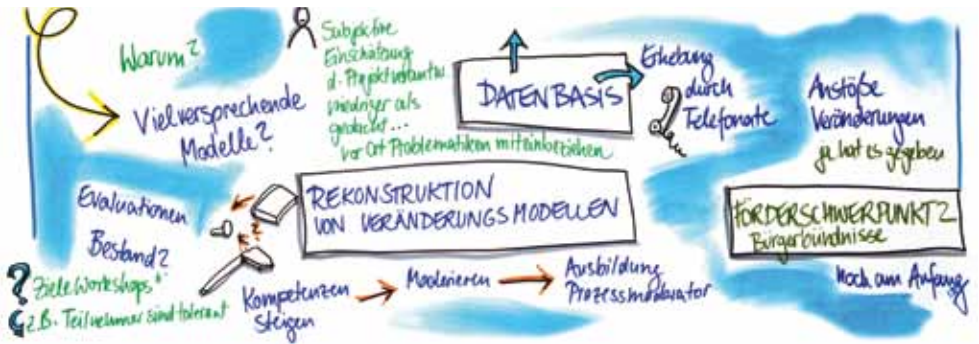 Warum?
Vielversprechende
Modelle?
Subjektive
Einschätzung
d. Projektvolumina
niedriger als
gedacht...
vor Ort Problematiken miteinbeziehen
DATENBASIS
Erhebung
durch
Telefonate
Anstöße
Veränderungen
ja hat es gegeben
FÖRDERSCHWERPUNKT 2
Bürgerbündnisse
noch am Anfang
Evaluationen
Bestand?
? Ziele Workshops
z.B. Teilnehmer sind tolerant
REKONSTRUKTION
VON VERÄNDERUNGSMODELLEN
Kompetenzen
steigen
Moderieren
Ausbildung
Prozessmoderator